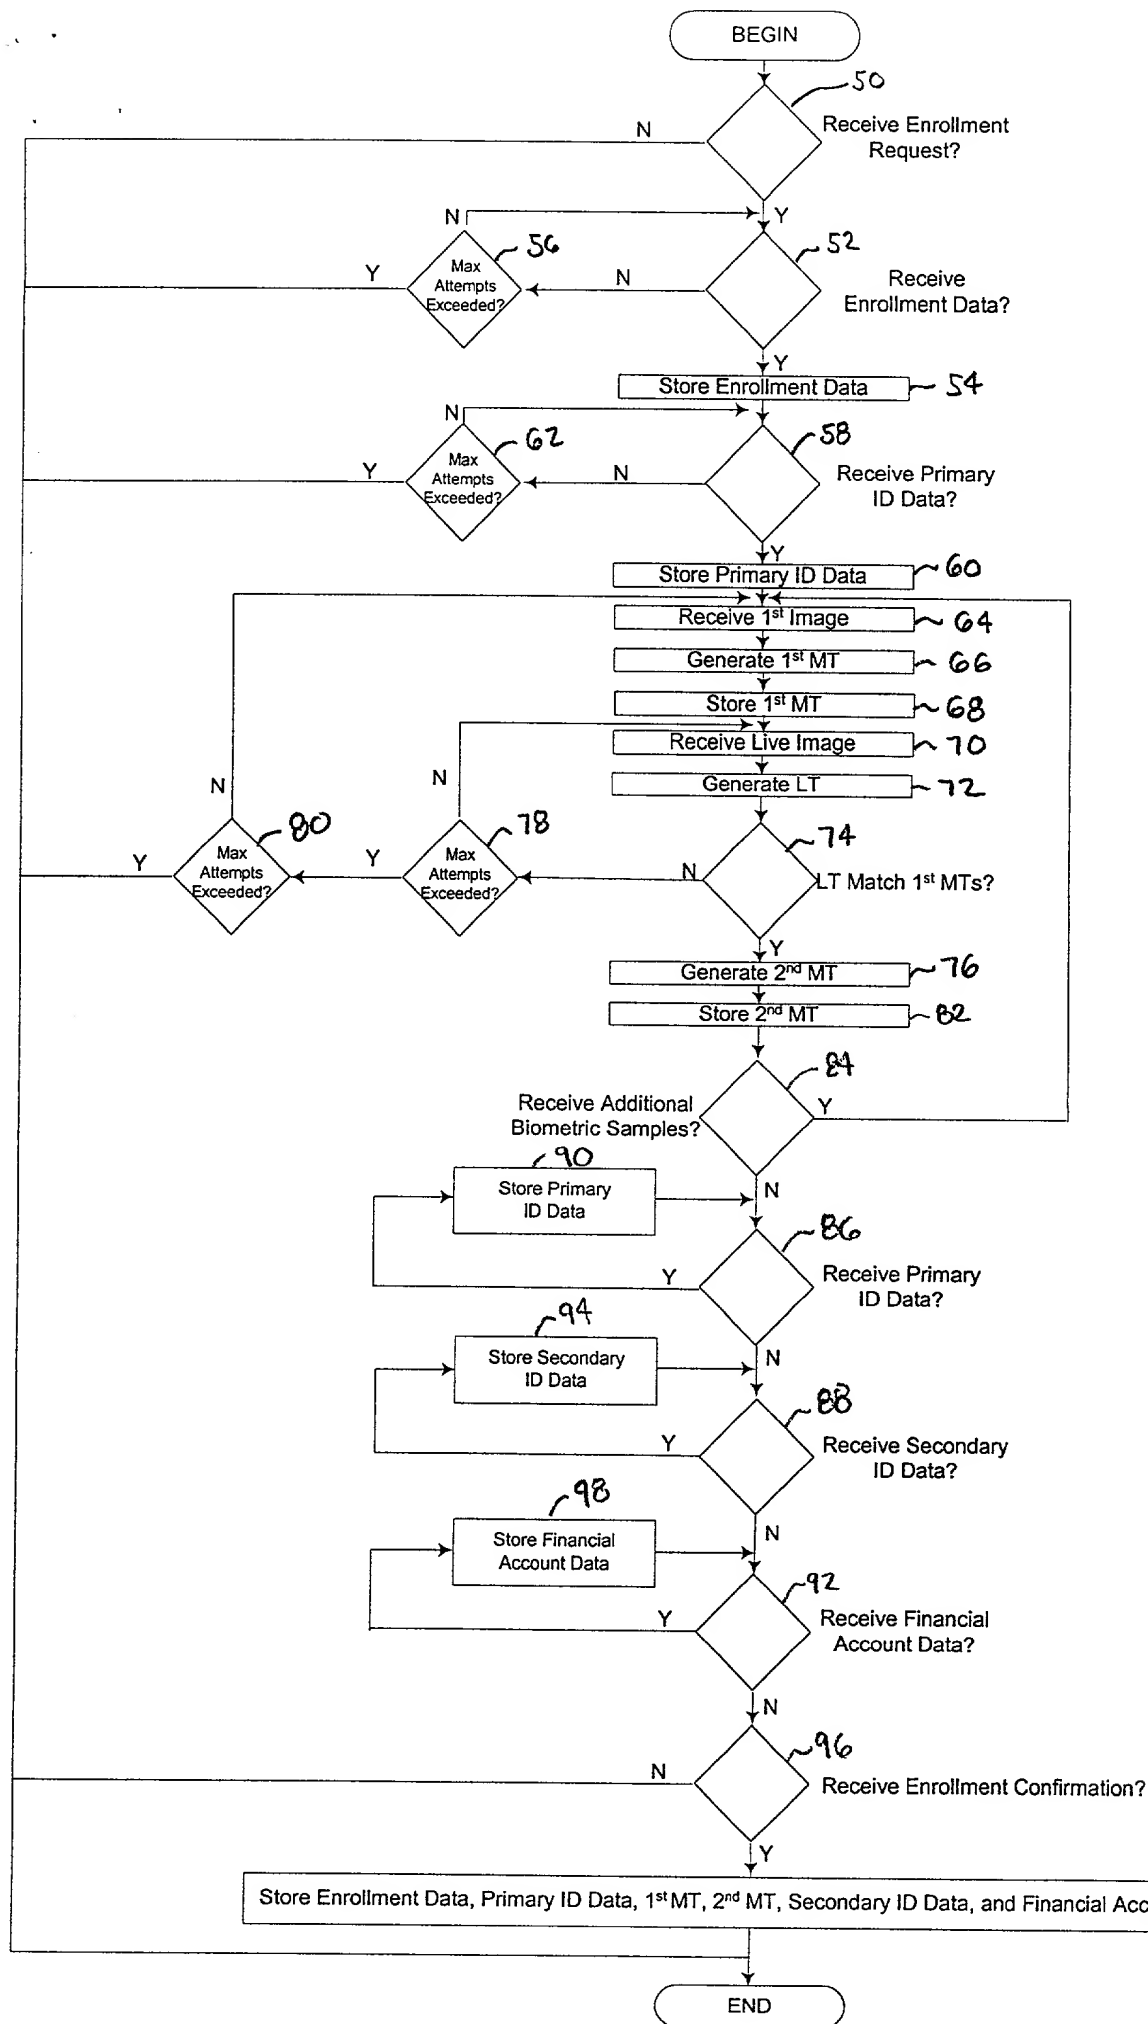 BEGIN
50
Receive Enrollment
Request?
N
Y
N
56
Max
Attempts
Exceeded?
Y
N
52
Receive
Enrollment Data?
Y
Store Enrollment Data
54
N
62
Max
Attempts
Exceeded?
Y
N
58
Receive Primary
ID Data?
Y
Store Primary ID Data
60
Receive 1st Image
64
Generate 1st MT
66
Store 1st MT
68
Receive Live Image
70
Generate LT
72
N
N
80
Max
Attempts
Exceeded?
Y
78
Max
Attempts
Exceeded?
Y
N
74
LT Match 1st MTs?
Y
Generate 2nd MT
76
Store 2nd MT
82
84
Receive Additional
Biometric Samples?
Y
N
90
Store Primary
ID Data
86
Receive Primary
ID Data?
Y
N
94
Store Secondary
ID Data
88
Receive Secondary
ID Data?
Y
N
98
Store Financial
Account Data
92
Receive Financial
Account Data?
Y
N
96
Receive Enrollment Confirmation?
N
Y
Store Enrollment Data, Primary ID Data, 1st MT, 2nd MT, Secondary ID Data, and Financial Acc
END